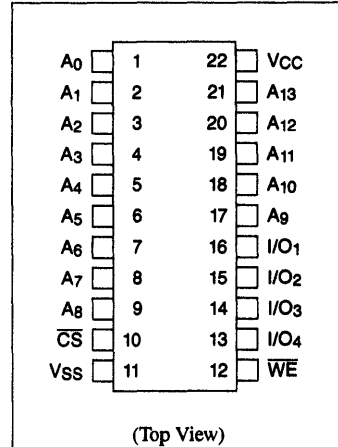 A0 1 22 VCC
A1 2 21 A13
A2 3 20 A12
A3 4 19 A11
A4 5 18 A10
A5 6 17 A9
A6 7 16 I/O1
A7 8 15 I/O2
A8 9 14 I/O3
C̅S̅ 10 13 I/O4
VSS 11 12 W̅E̅
(Top View)